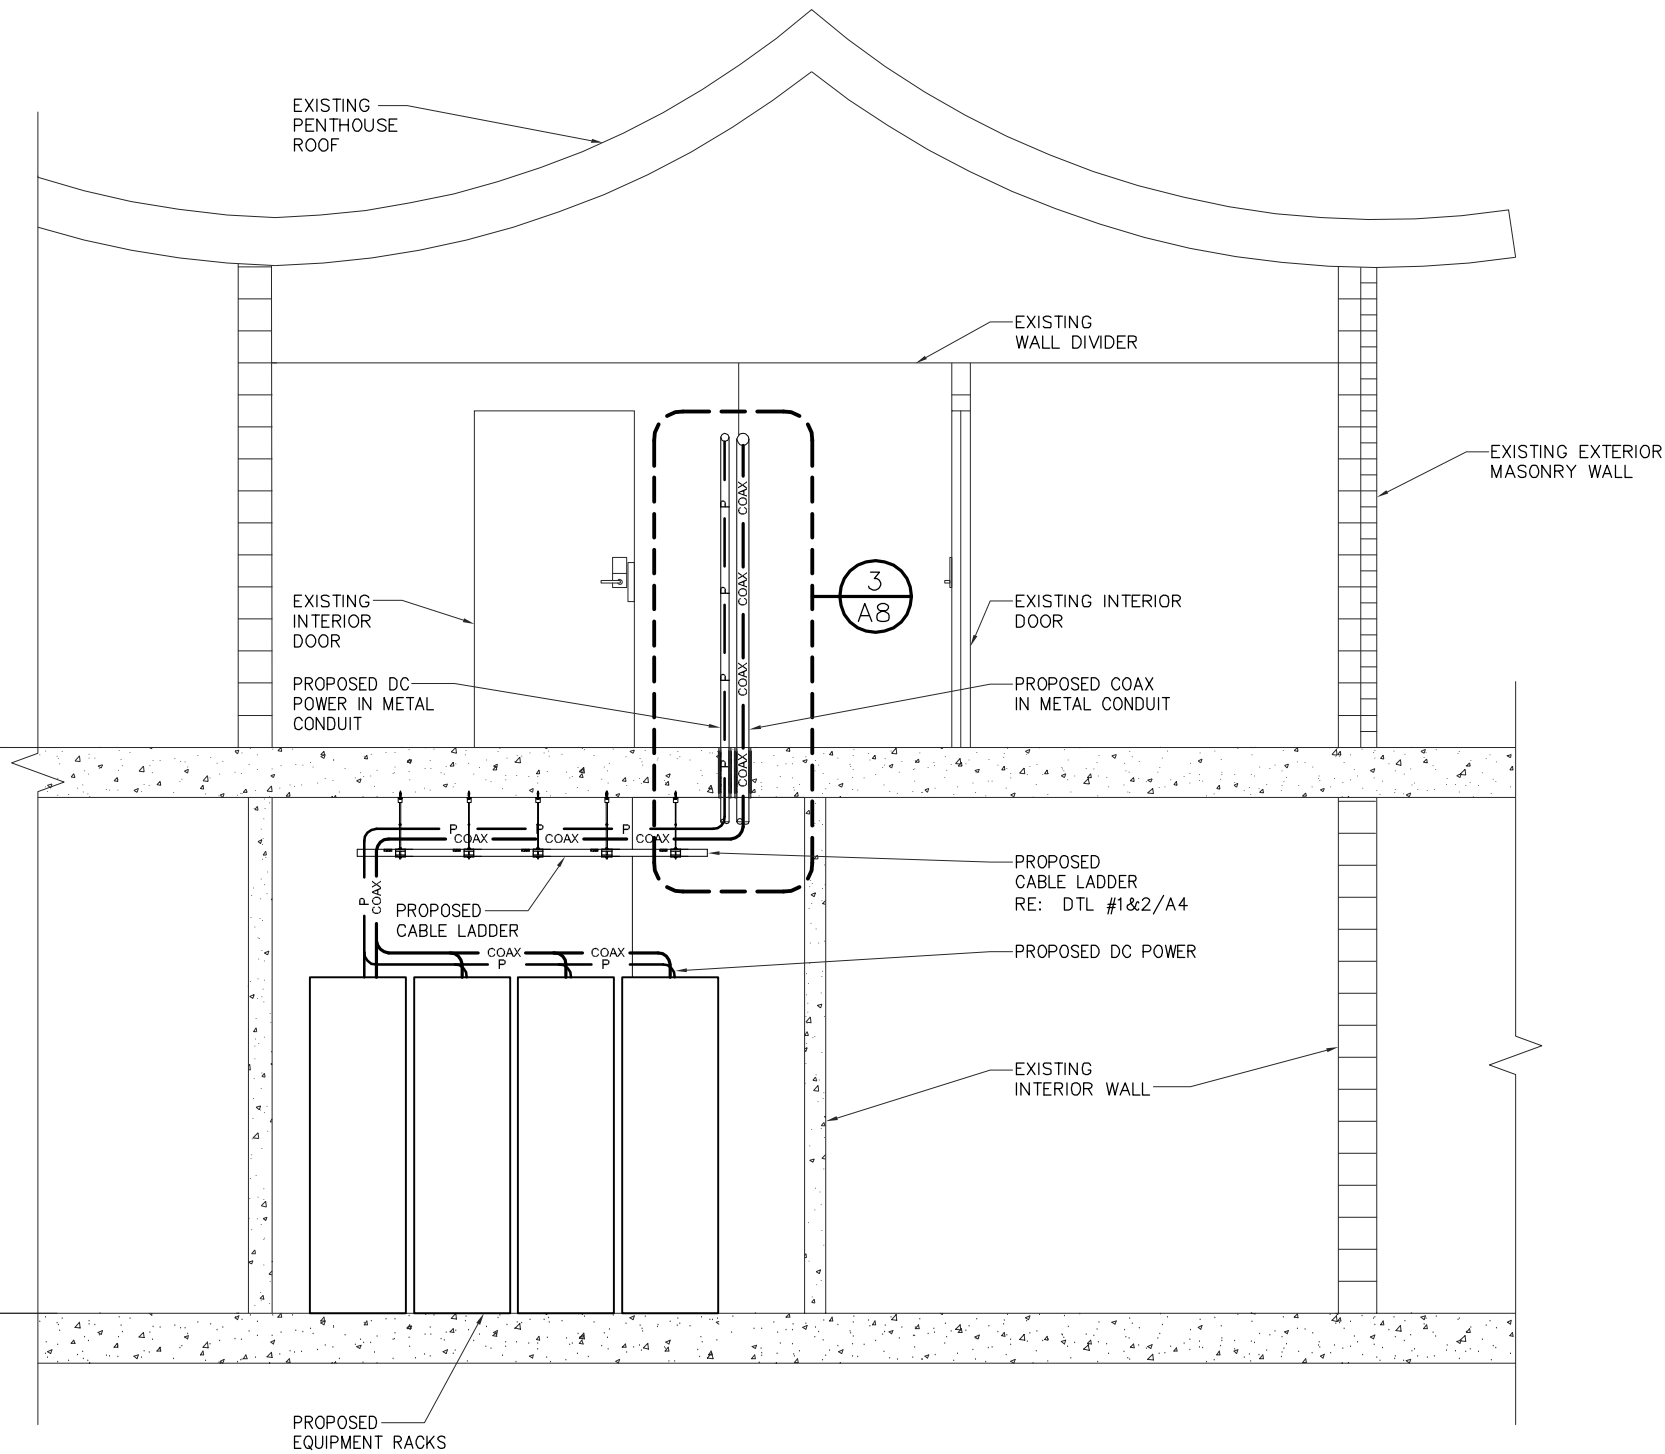 EXISTING
PENTHOUSE
ROOF
EXISTING
WALL DIVIDER
EXISTING EXTERIOR
MASONRY WALL
EXISTING
INTERIOR
DOOR
3
A8
EXISTING INTERIOR
DOOR
PROPOSED DC
POWER IN METAL
CONDUIT
PROPOSED COAX
IN METAL CONDUIT
P
P
P
P
COAX
COAX
COAX
COAX
P
P
P
COAX
COAX
COAX
P
COAX
PROPOSED
CABLE LADDER
RE: DTL #1&2/A4
PROPOSED
CABLE LADDER
COAX
COAX
P
P
PROPOSED DC POWER
EXISTING
INTERIOR WALL
PROPOSED
EQUIPMENT RACKS